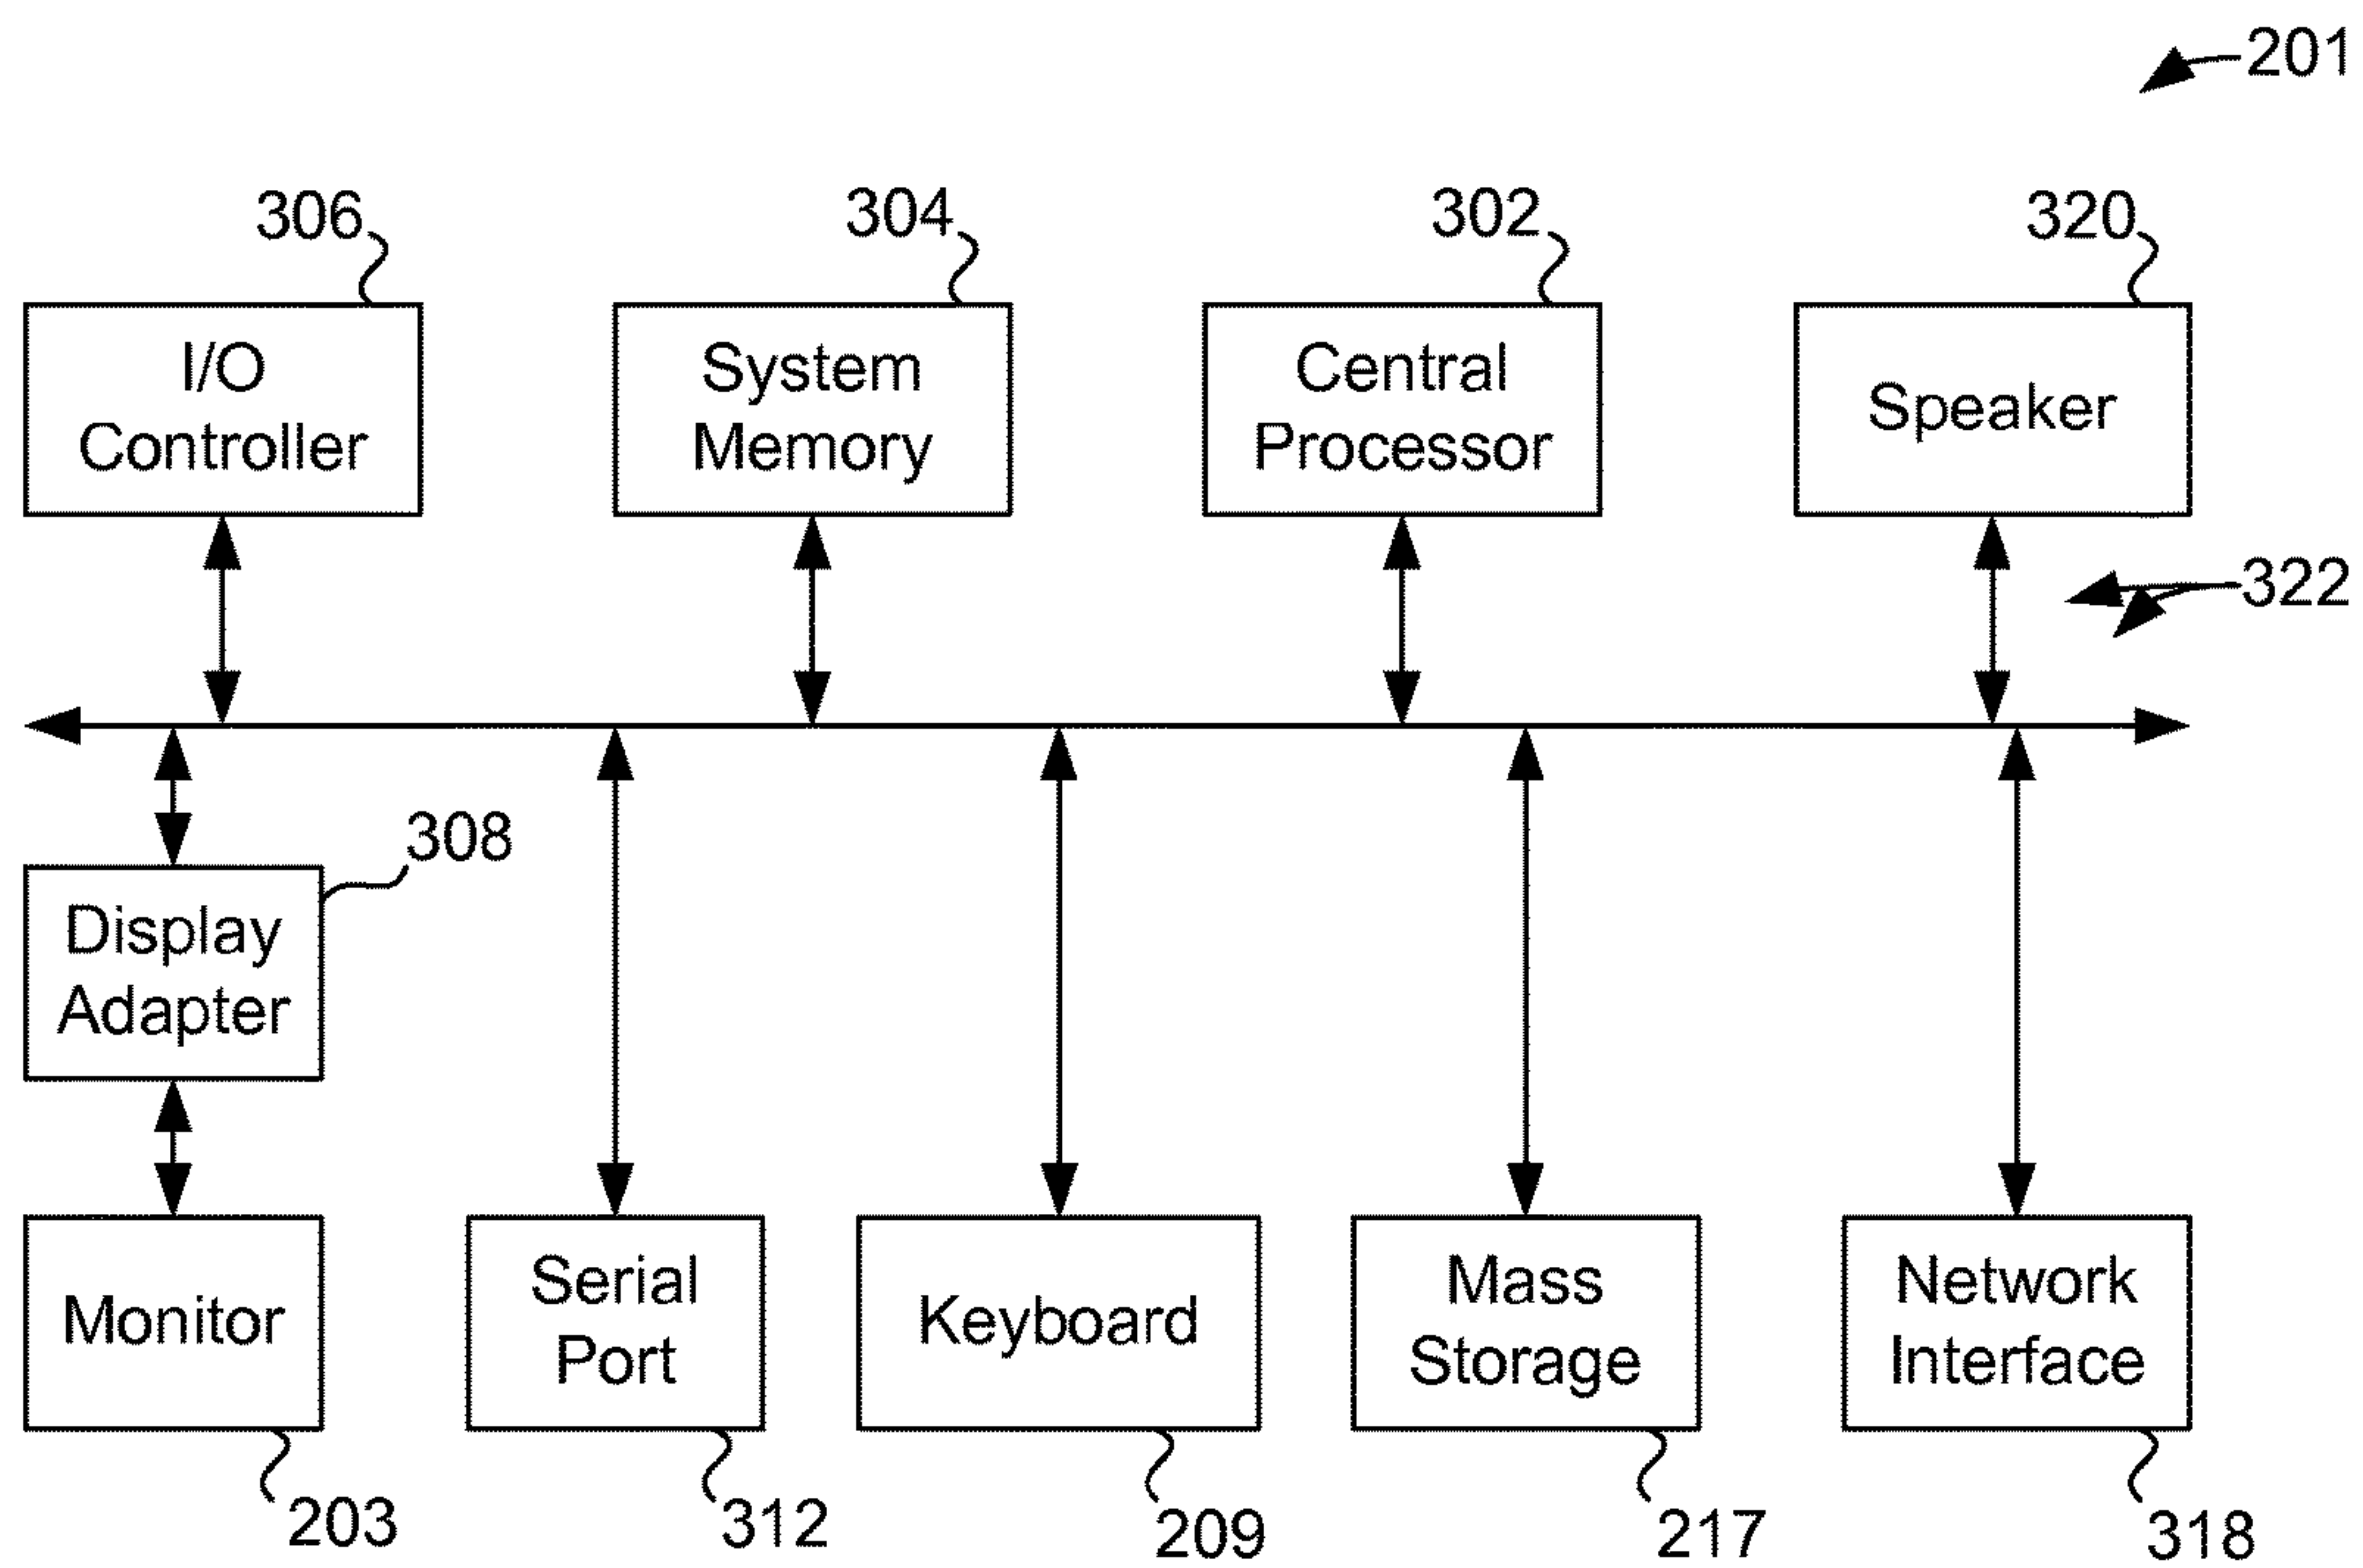 201
306
304
302
320
I/O
Controller
System
Memory
Central
Processor
Speaker
322
308
Display
Adapter
Monitor
Serial
Port
Keyboard
Mass
Storage
Network
Interface
203
312
209
217
318